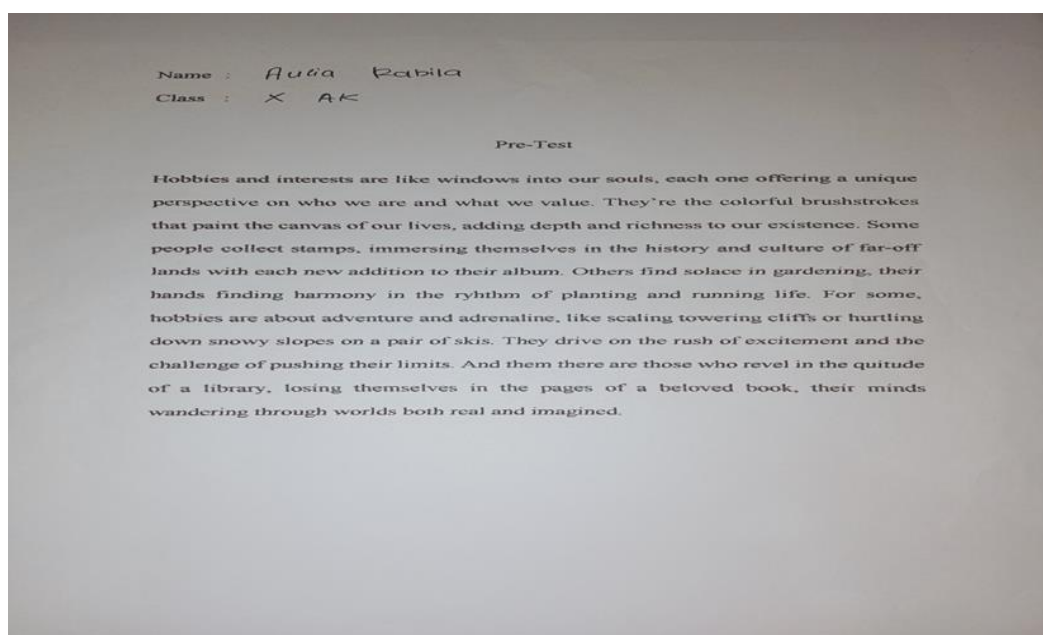 Name : Aulia Rabila
Class : X AK
Pre-Test
Hobbies and interests are like windows into our souls, each one offering a unique
perspective on who we are and what we value. They're the colorful brushstrokes
that paint the canvas of our lives, adding depth and richness to our existence. Some
people collect stamps, immersing themselves in the history and culture of far-off
lands with each new addition to their album. Others find solace in gardening, their
hands finding harmony in the ryhthm of planting and running life. For some,
hobbies are about adventure and adrenaline, like scaling towering cliffs or hurtling
down snowy slopes on a pair of skis. They drive on the rush of excitement and the
challenge of pushing their limits. And them there are those who revel in the quitude
of a library, losing themselves in the pages of a beloved book, their minds
wandering through worlds both real and imagined.